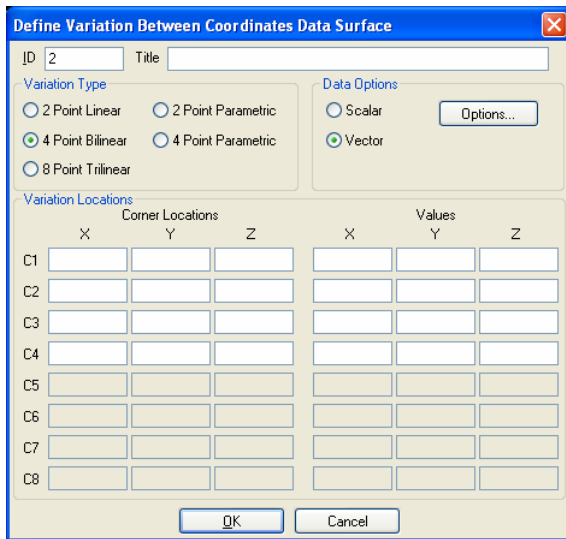 Define Variation Between Coordinates Data Surface
ID 2 Title
Variation Type Data Options
2 Point Linear 2 Point Parametric Scalar Options...
4 Point Bilinear 4 Point Parametric Vector
8 Point Trilinear
Variation Locations
Corner Locations Values
X Y Z X Y Z
C1
C2
C3
C4
C5
C6
C7
C8
OK Cancel